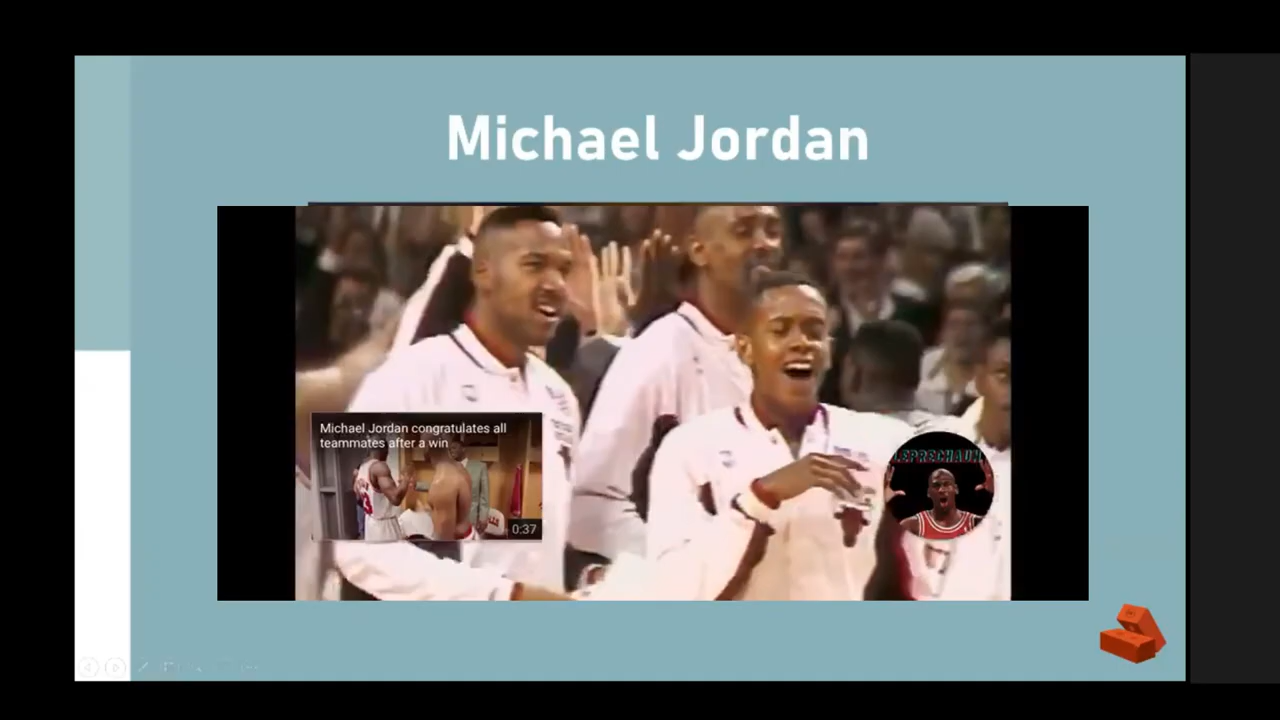 Michael Jordan
Michael Jordan congratulates all
teammates after a win
0:37
LEPRECHAUN